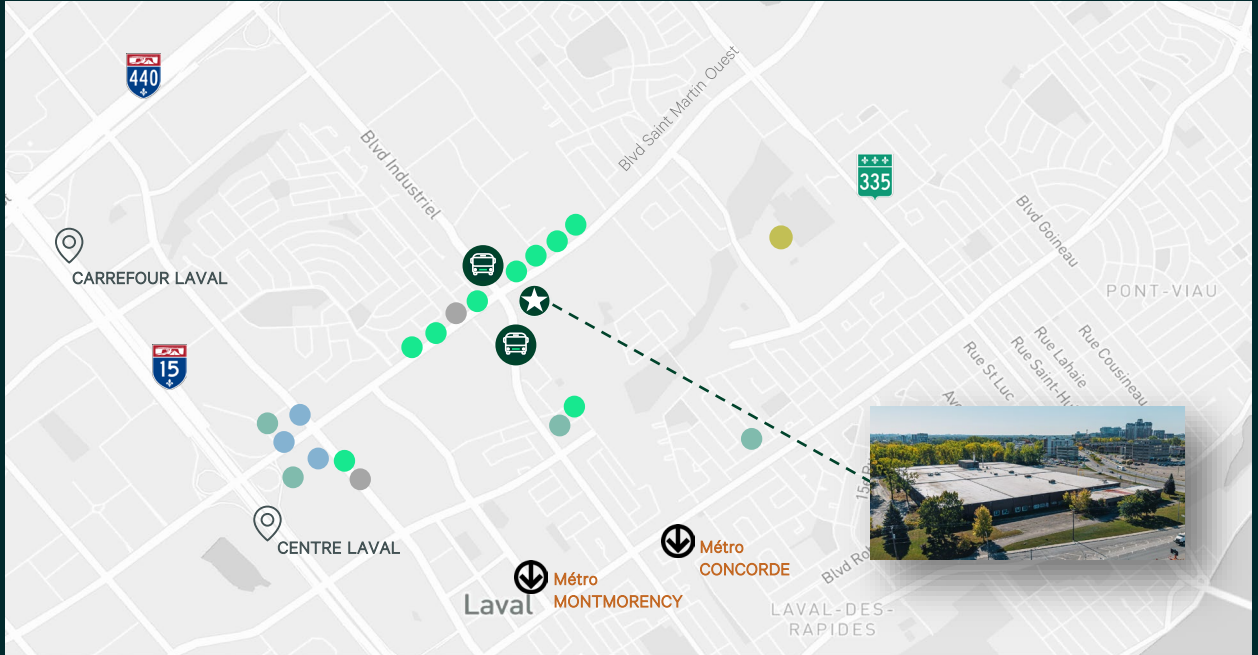 440
Blvd Saint Martin Ouest
Blvd Industriel
335
Blvd Goineau
CARREFOUR LAVAL
PONT-VIAU
15
Rue Cousineau
Rue Lahaie
Rue St Luc
CENTRE LAVAL
Métro
CONCORDE
Métro
MONTMORENCY
Laval
Blvd
LAVAL-DES-
RAPIDES